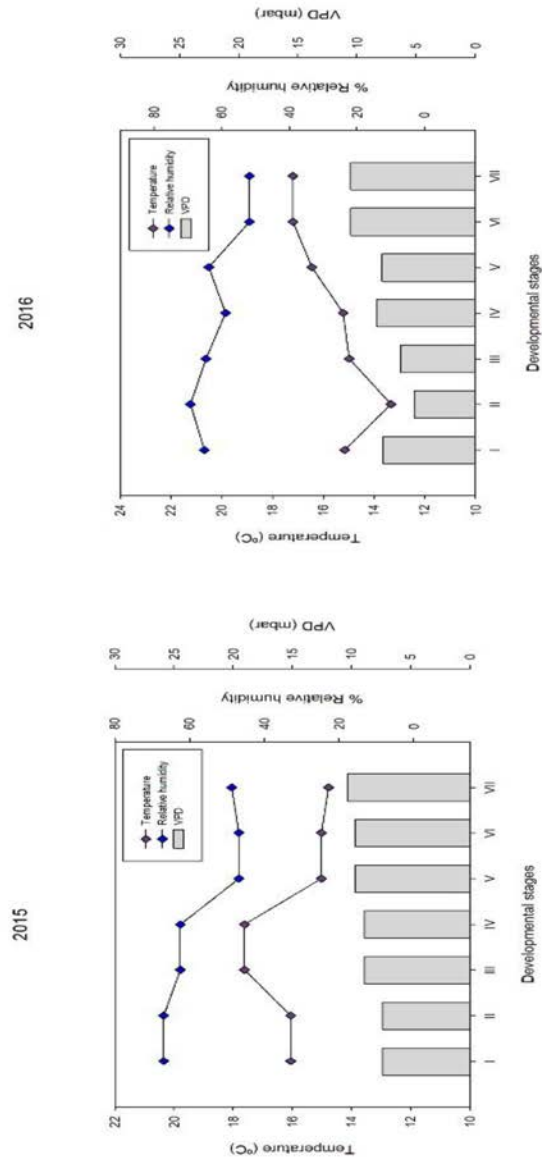 2015
22
20
18
16
14
12
10
Temperature (ºC)
Temperature
Relative humidity
VPD
I
II
III
IV
V
VI
VII
Developmental stages
80
60
40
20
0
% Relative humidity
30
25
20
15
10
5
0
VPD (mbar)
2016
24
22
20
18
16
14
12
10
Temperature (ºC)
Temperature
Relative humidity
VPD
I
II
III
IV
V
VI
VII
Developmental stages
80
60
40
20
0
% Relative humidity
30
25
20
15
10
5
0
VPD (mbar)